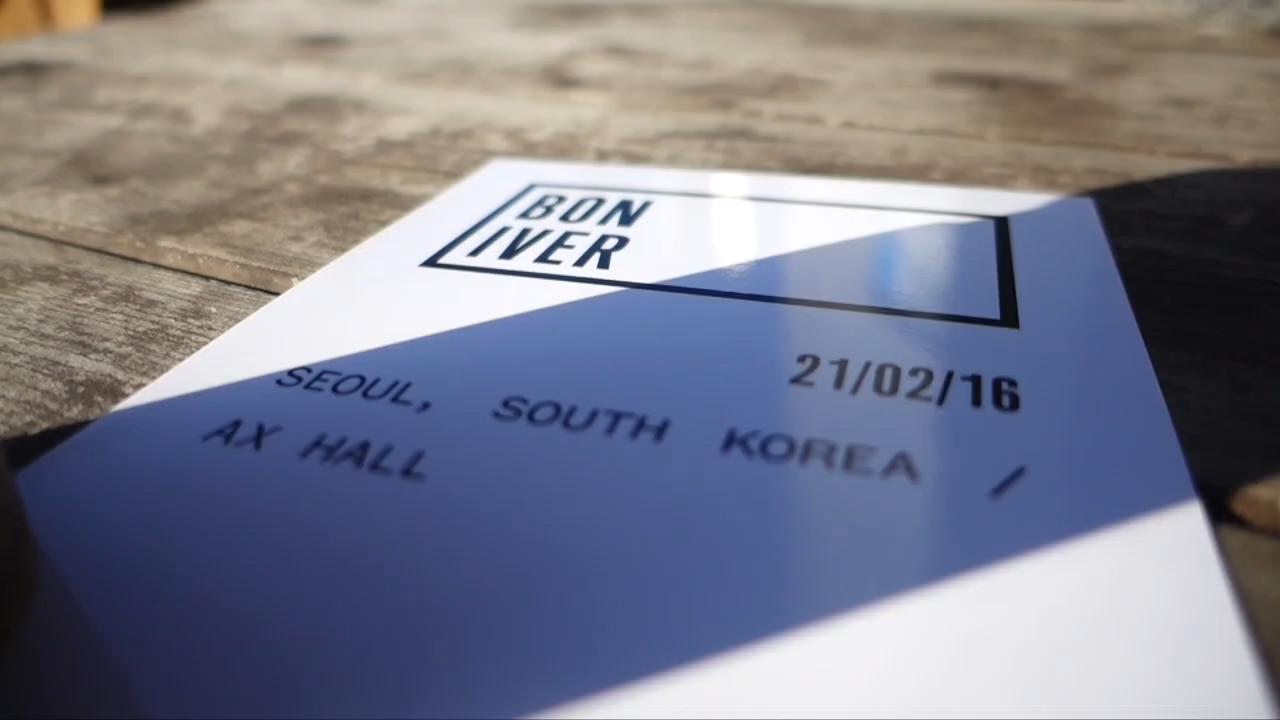 BON
IVER
21/02/16
SEOUL, SOUTH KOREA /
AX HALL